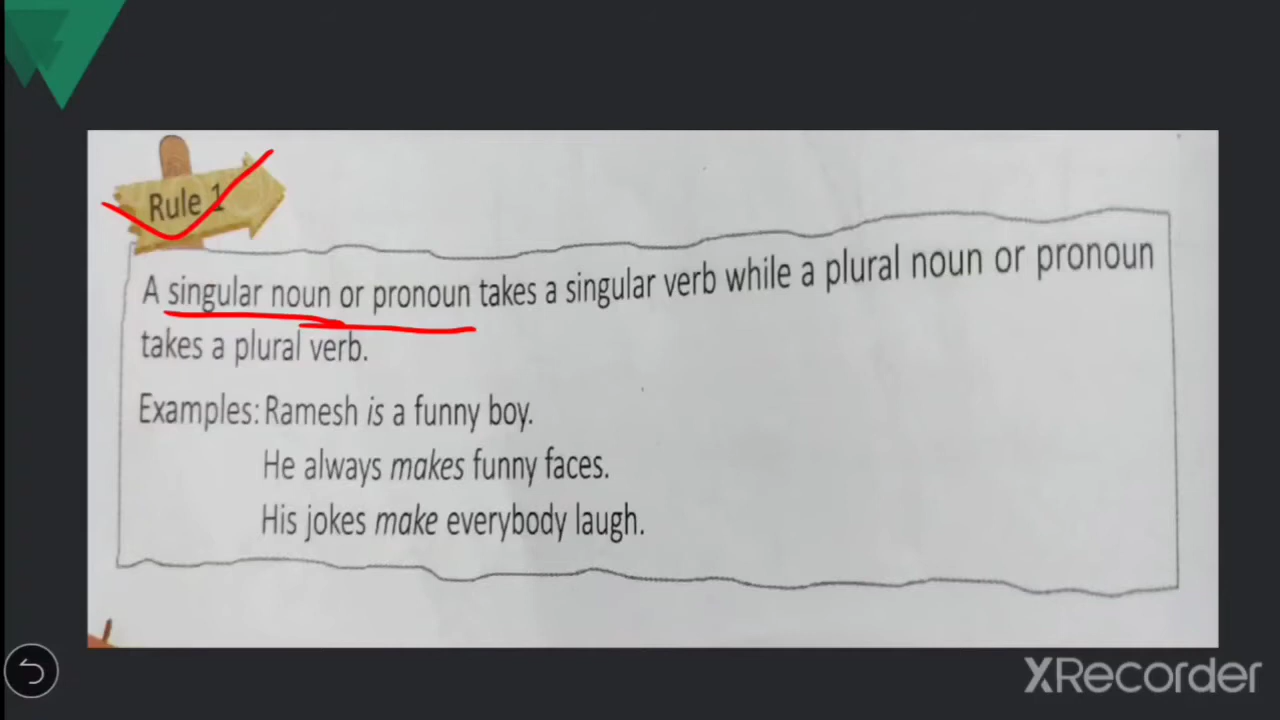 Rule 1
A singular noun or pronoun takes a singular verb while a plural noun or pronoun
takes a plural verb.
Examples: Ramesh is a funny boy.
He always makes funny faces.
His jokes make everybody laugh.
XRecorder